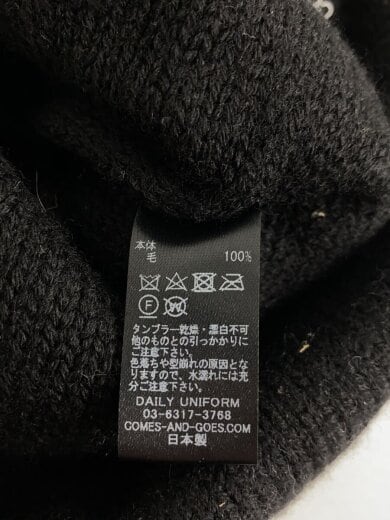 本体
毛 100%
F W
タンブラー乾燥・漂白不可
他のものとの引っかかりに
ご注意下さい。
色落ちや型崩れの原因となり
ますので、水濡れには充
分ご注意下さい。
DAILY UNIFORM
03-6317-3768
COMES-AND-GOES.COM
日本製